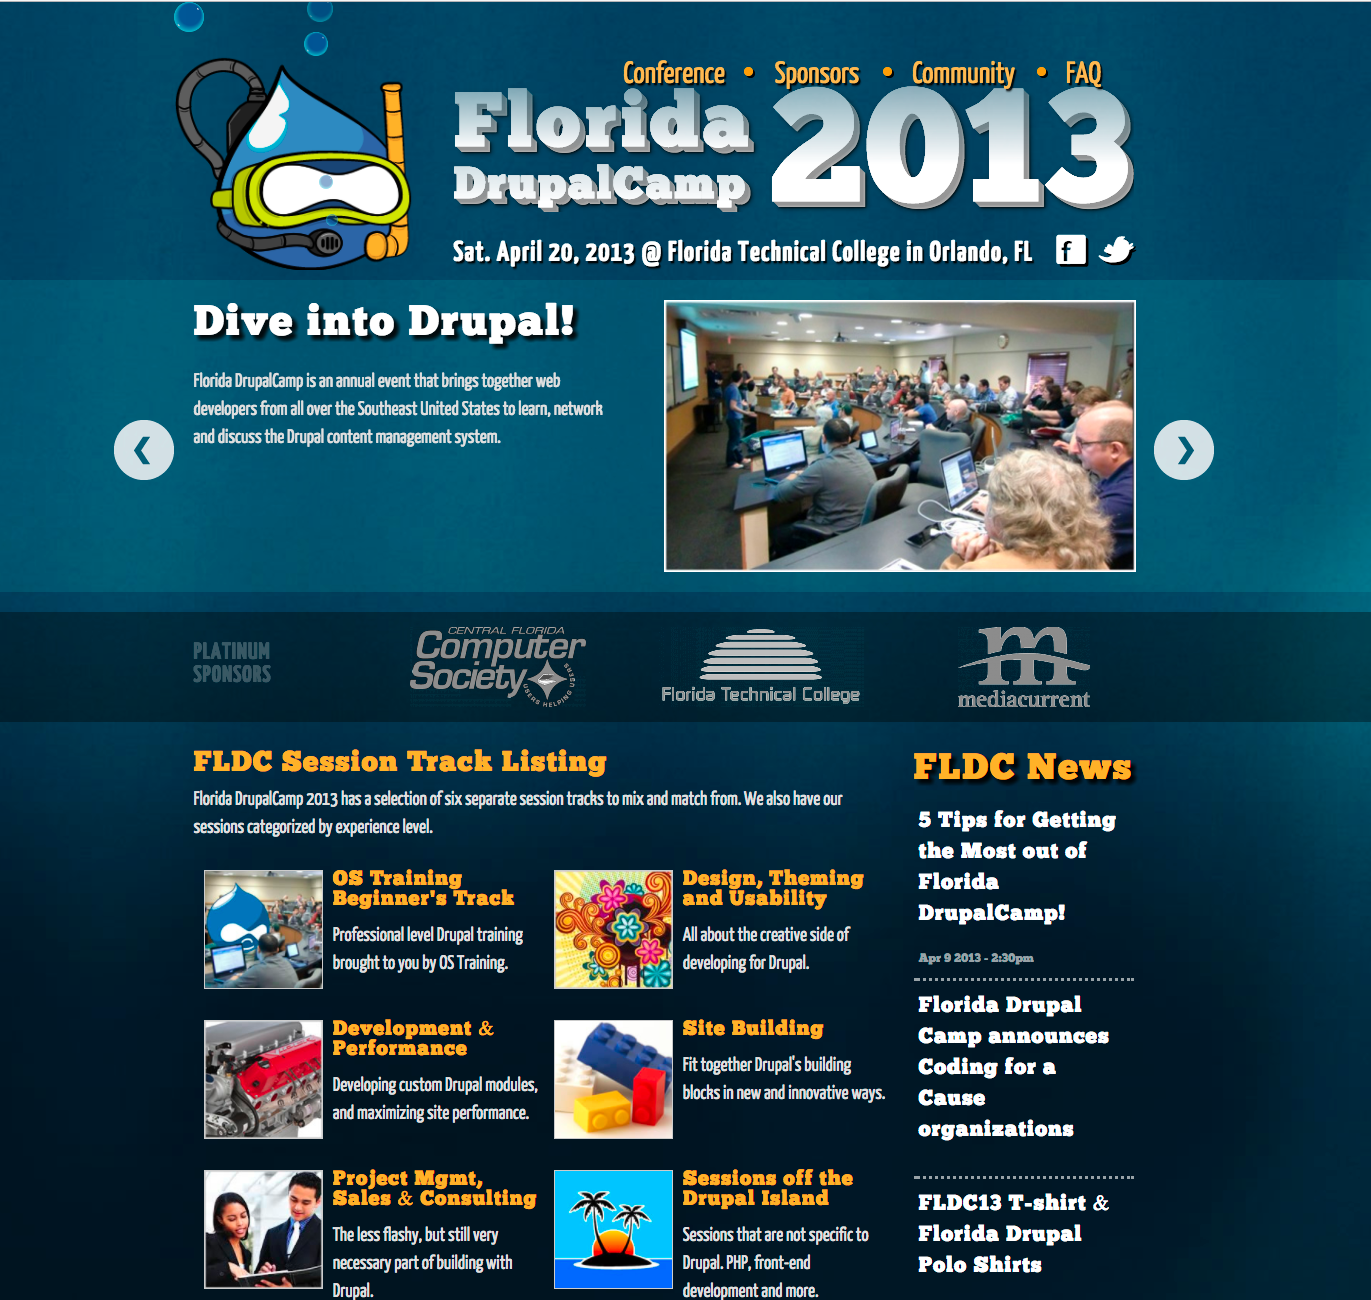 Conference • Sponsors • Community • FAQ
Florida
DrupalCamp
2013
Sat. April 20, 2013 @ Florida Technical College in Orlando, FL
Dive into Drupal!
Florida DrupalCamp is an annual event that brings together web
developers from all over the Southeast United States to learn, network
and discuss the Drupal content management system.
PLATINUM
SPONSORS
CENTRAL FLORIDA
Computer
Society
USERS HELPING USERS
Florida Technical College
m
mediacurrent
FLDC Session Track Listing
Florida DrupalCamp 2013 has a selection of six separate session tracks to mix and match from. We also have our
sessions categorized by experience level.
OS Training
Beginner's Track
Professional level Drupal training
brought to you by OS Training.
Design, Theming
and Usability
All about the creative side of
developing for Drupal.
Development &
Performance
Developing custom Drupal modules,
and maximizing site performance.
Site Building
Fit together Drupal's building
blocks in new and innovative ways.
Project Mgmt,
Sales & Consulting
The less flashy, but still very
necessary part of building with
Drupal.
Sessions off the
Drupal Island
Sessions that are not specific to
Drupal. PHP, front-end
development and more.
FLDC News
5 Tips for Getting
the Most out of
Florida
DrupalCamp!
Apr 9 2013 - 2:30pm
Florida Drupal
Camp announces
Coding for a
Cause
organizations
FLDC13 T-shirt &
Florida Drupal
Polo Shirts